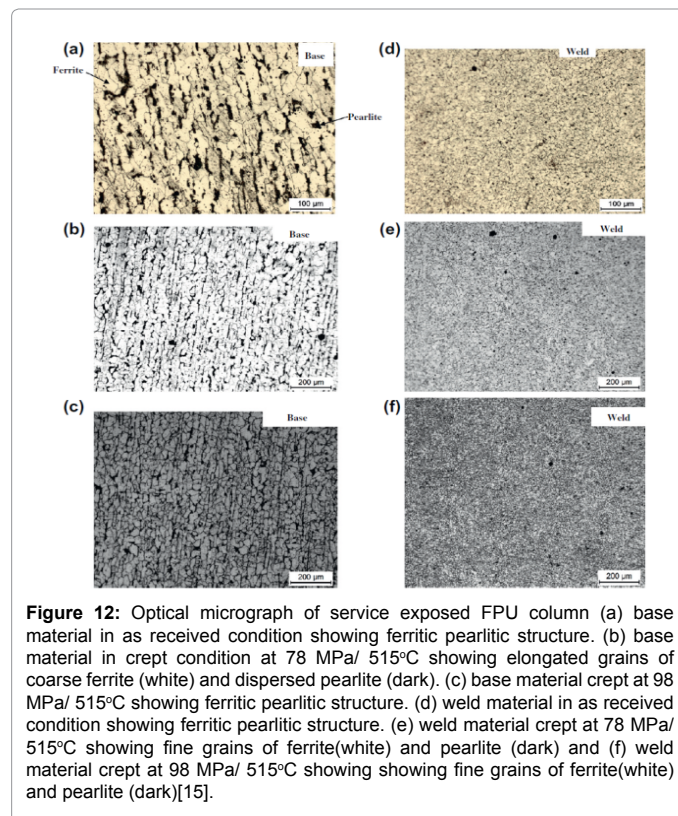 (a)
Base
Ferrite
Pearlite
100 µm
(d)
Weld
100 µm
(b)
Base
200 µm
(e)
Weld
200 µm
(c)
Base
200 µm
(f)
Weld
200 µm
Figure 12: Optical micrograph of service exposed FPU column (a) base
material in as received condition showing ferritic pearlitic structure. (b) base
material in crept condition at 78 MPa/ 515ºC showing elongated grains of
coarse ferrite (white) and dispersed pearlite (dark). (c) base material crept at 98
MPa/ 515ºC showing ferritic pearlitic structure. (d) weld material in as received
condition showing ferritic pearlitic structure. (e) weld material crept at 78 MPa/
515ºC showing fine grains of ferrite(white) and pearlite (dark) and (f) weld
material crept at 98 MPa/ 515ºC showing showing fine grains of ferrite(white)
and pearlite (dark)[15].